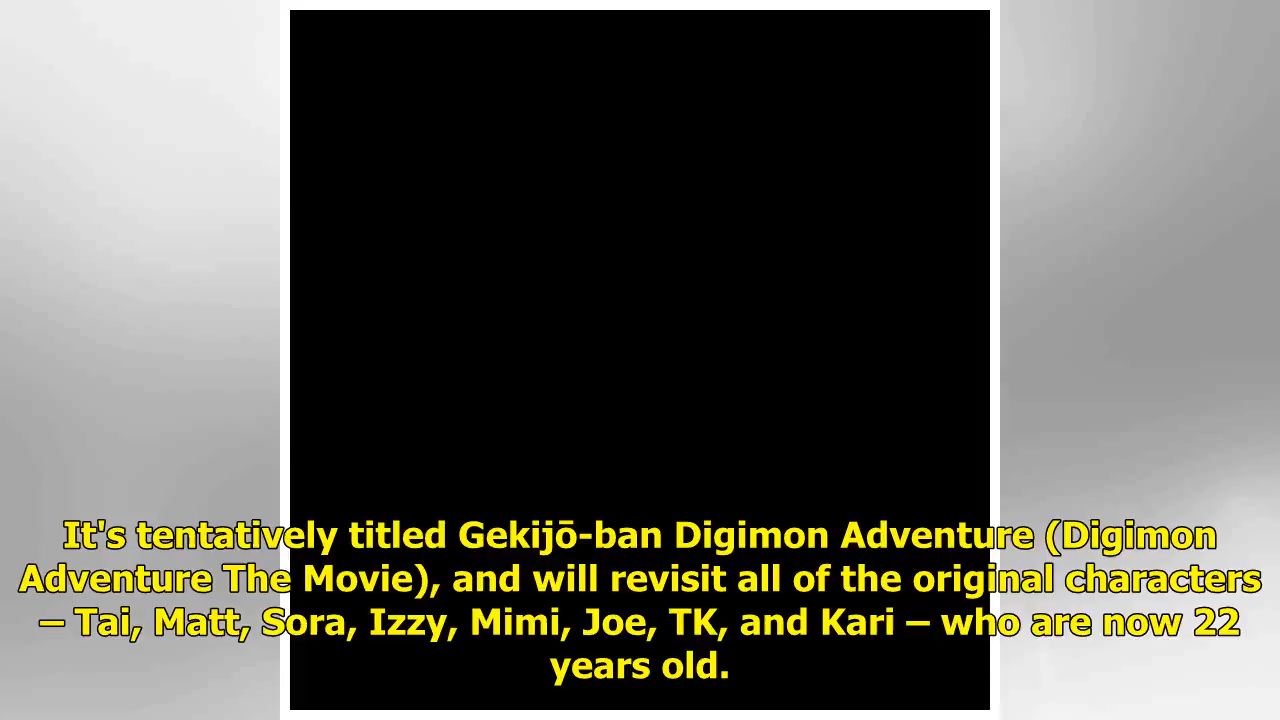 It's tentatively titled Gekijō-ban Digimon Adventure (Digimon
Adventure The Movie), and will revisit all of the original characters
– Tai, Matt, Sora, Izzy, Mimi, Joe, TK, and Kari – who are now 22
years old.